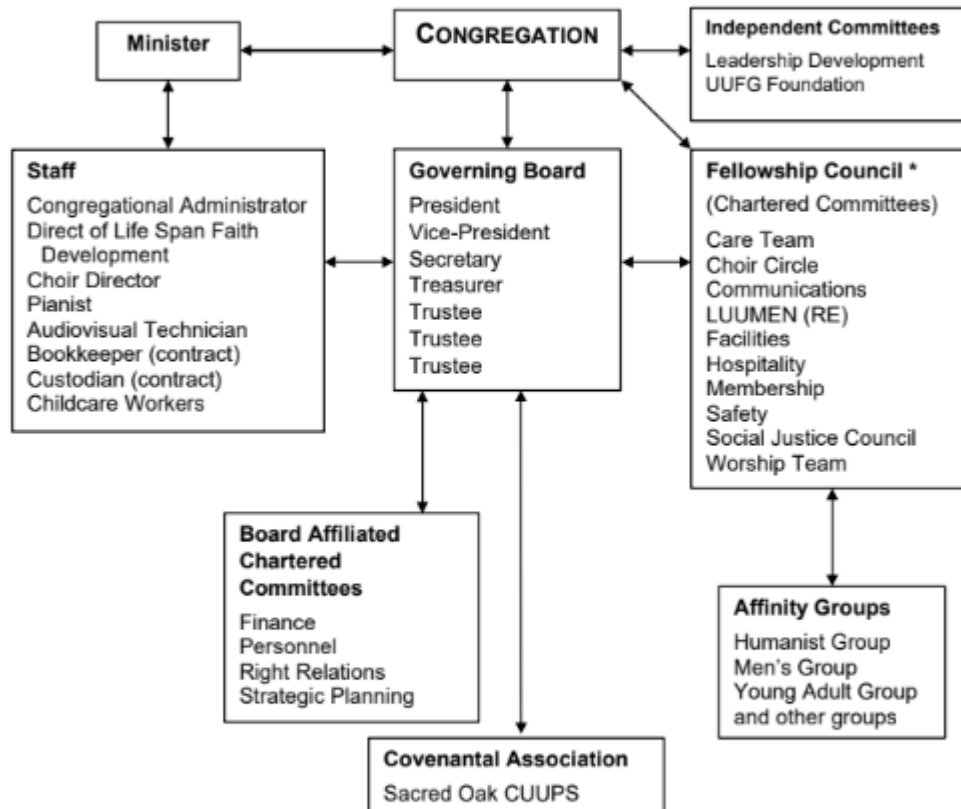 Minister
CONGREGATION
Independent Committees
Leadership Development
UUFG Foundation
Staff
Congregational Administrator
Direct of Life Span Faith
Development
Choir Director
Pianist
Audiovisual Technician
Bookkeeper (contract)
Custodian (contract)
Childcare Workers
Governing Board
President
Vice-President
Secretary
Treasurer
Trustee
Trustee
Trustee
Fellowship Council *
(Chartered Committees)
Care Team
Choir Circle
Communications
LUUMEN (RE)
Facilities
Hospitality
Membership
Safety
Social Justice Council
Worship Team
Board Affiliated
Chartered
Committees
Finance
Personnel
Right Relations
Strategic Planning
Affinity Groups
Humanist Group
Men's Group
Young Adult Group
and other groups
Covenantal Association
Sacred Oak CUUPS